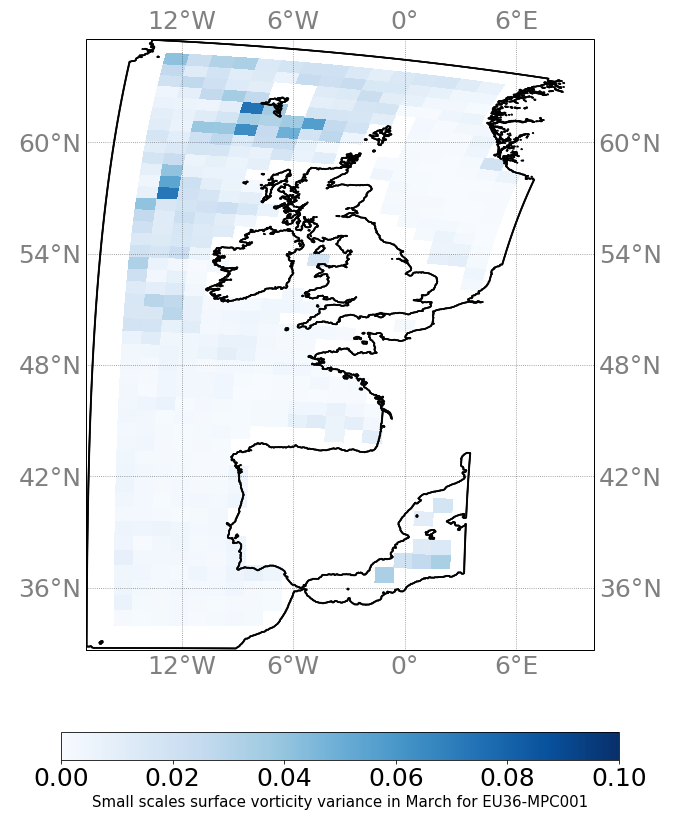 12°W 6°W 0° 6°E
60°N 60°N
54°N 54°N
48°N 48°N
42°N 42°N
36°N 36°N
12°W 6°W 0° 6°E
0.00 0.02 0.04 0.06 0.08 0.10
Small scales surface vorticity variance in March for EU36-MPC001